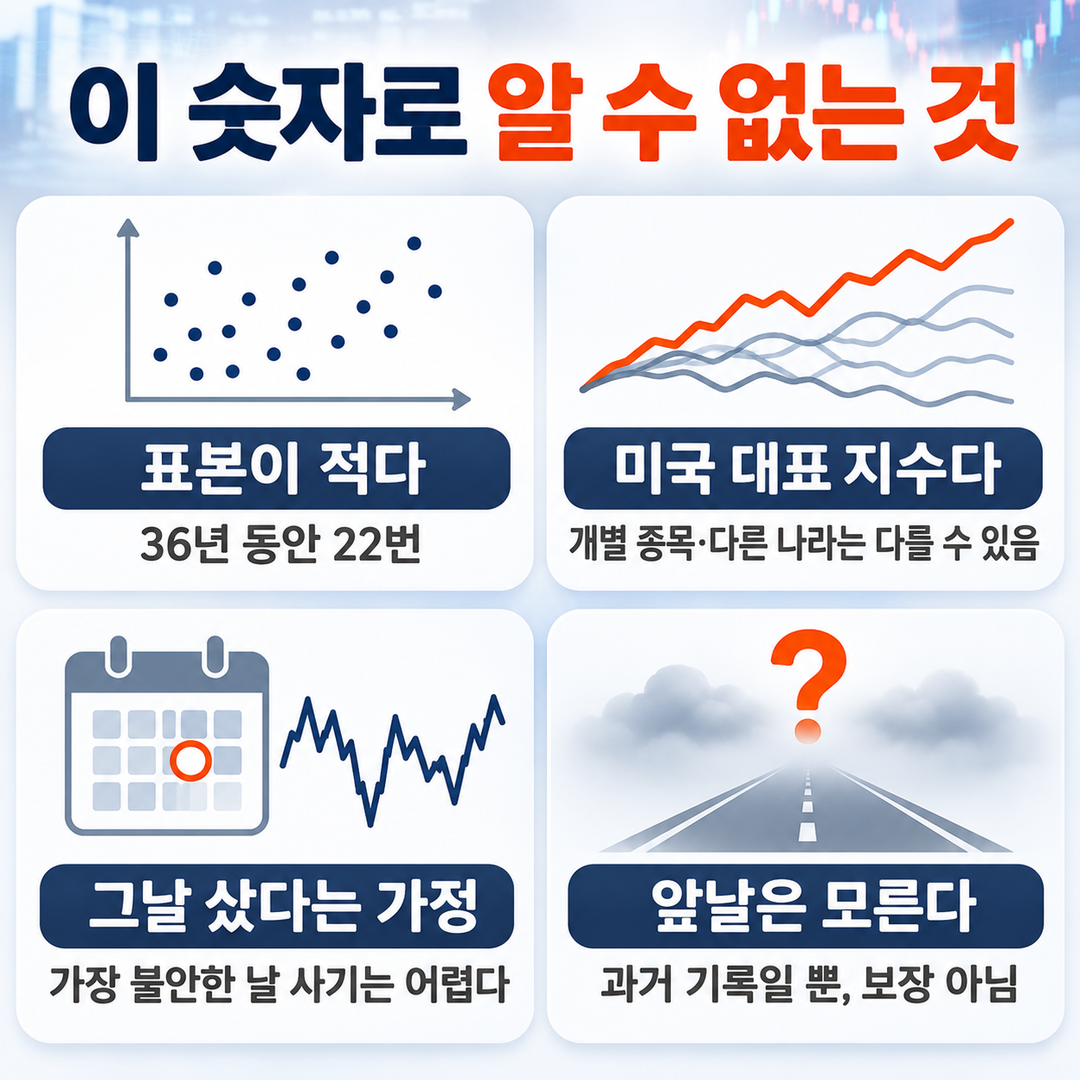 이 숫자로 알 수 없는 것
표본이 적다
36년 동안 22번
미국 대표 지수다
개별 종목·다른 나라는 다를 수 있음
그날 샀다는 가정
가장 불안한 날 사기는 어렵다
?
앞날은 모른다
과거 기록일 뿐, 보장 아님